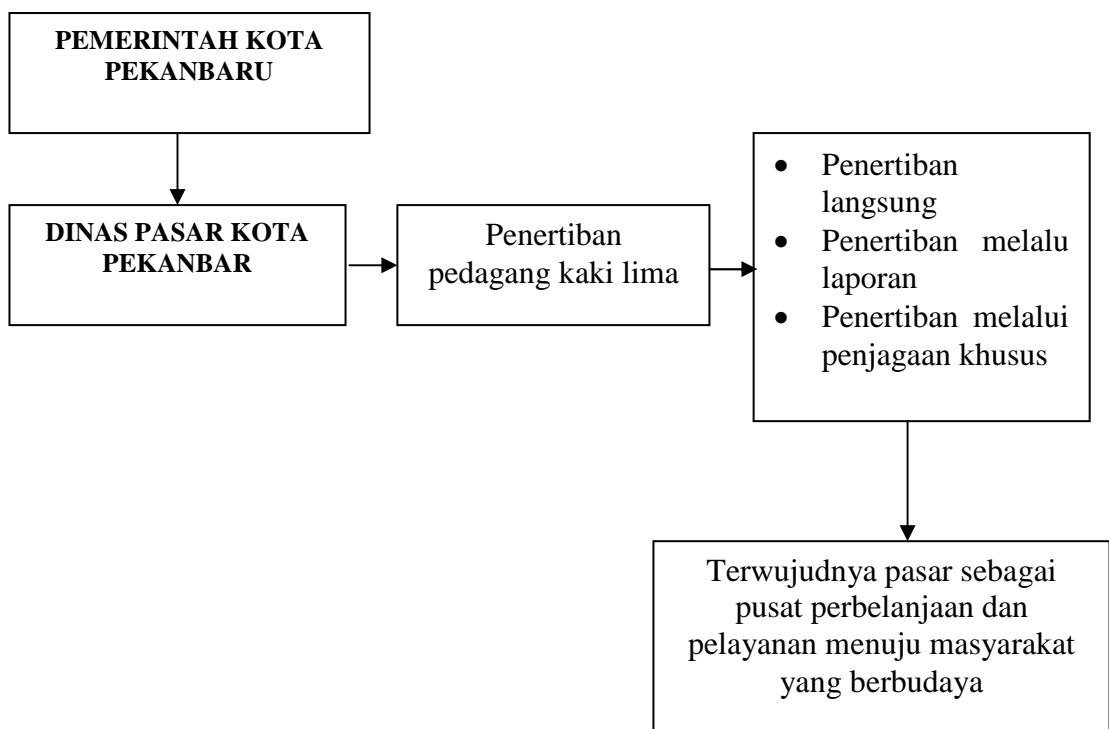 PEMERINTAH KOTA
PEKANBARU
DINAS PASAR KOTA
PEKANBAR
Penertiban
pedagang kaki lima
• Penertiban
langsung
• Penertiban melalu
laporan
• Penertiban melalui
penjagaan khusus
Terwujudnya pasar sebagai
pusat perbelanjaan dan
pelayanan menuju masyarakat
yang berbudaya